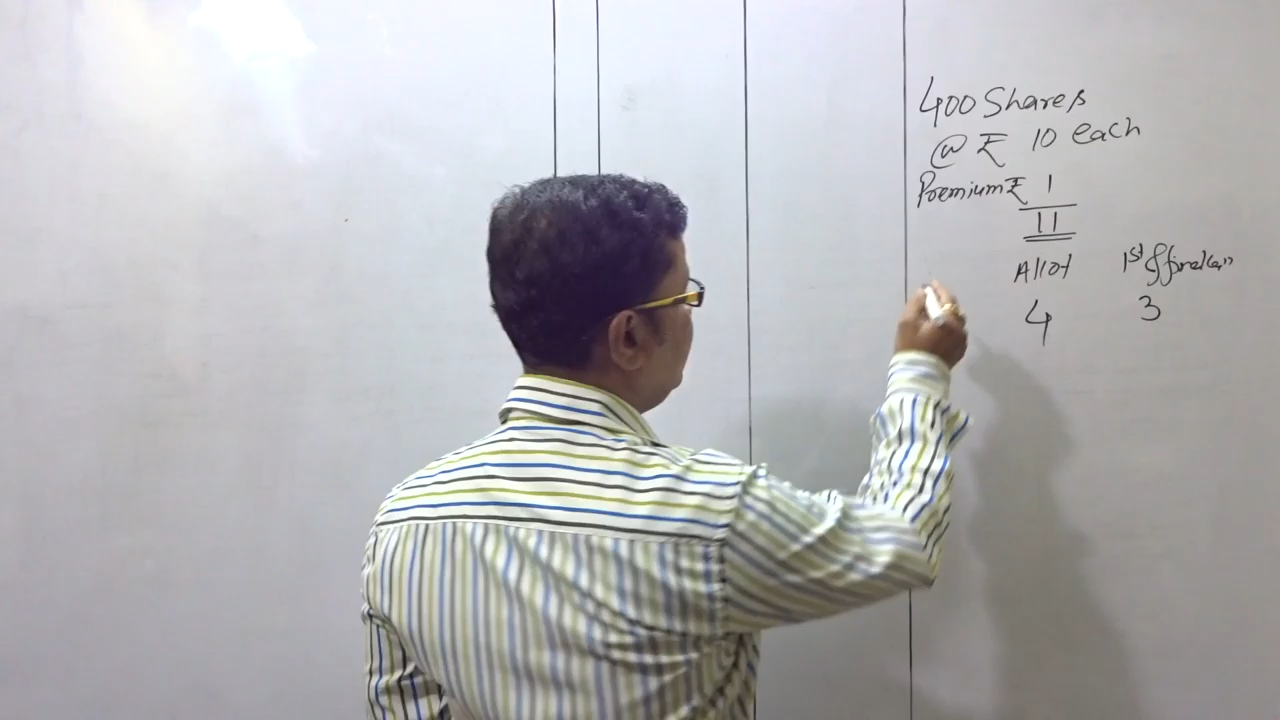 400 Shares
@ ₹ 10 each
Premium ₹ 1
11
Allot 1st & final call
4 3